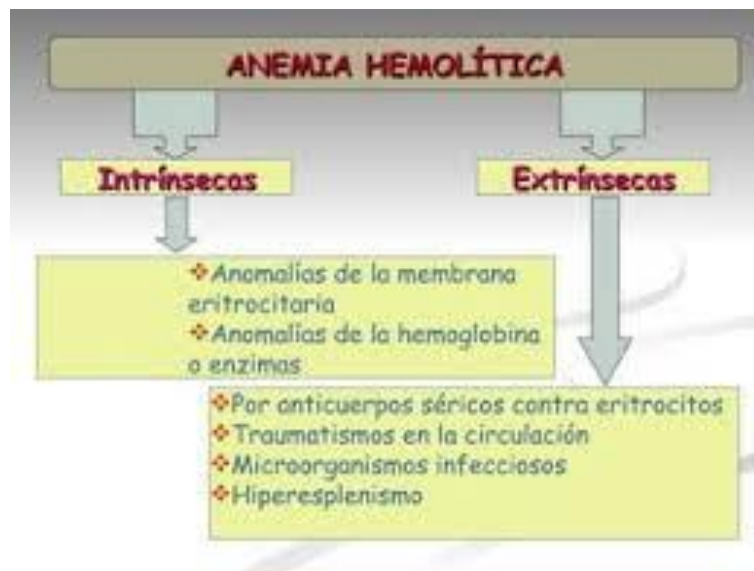 ANEMIA HEMOLÍTICA
Intrínsecas
Extrínsecas
❖Anomalías de la membrana
eritrocitaria
❖Anomalías de la hemoglobina
o enzimas
❖Por anticuerpos séricos contra eritrocitos
❖Traumatismos en la circulación
❖Microorganismos infecciosos
❖Hiperesplenismo